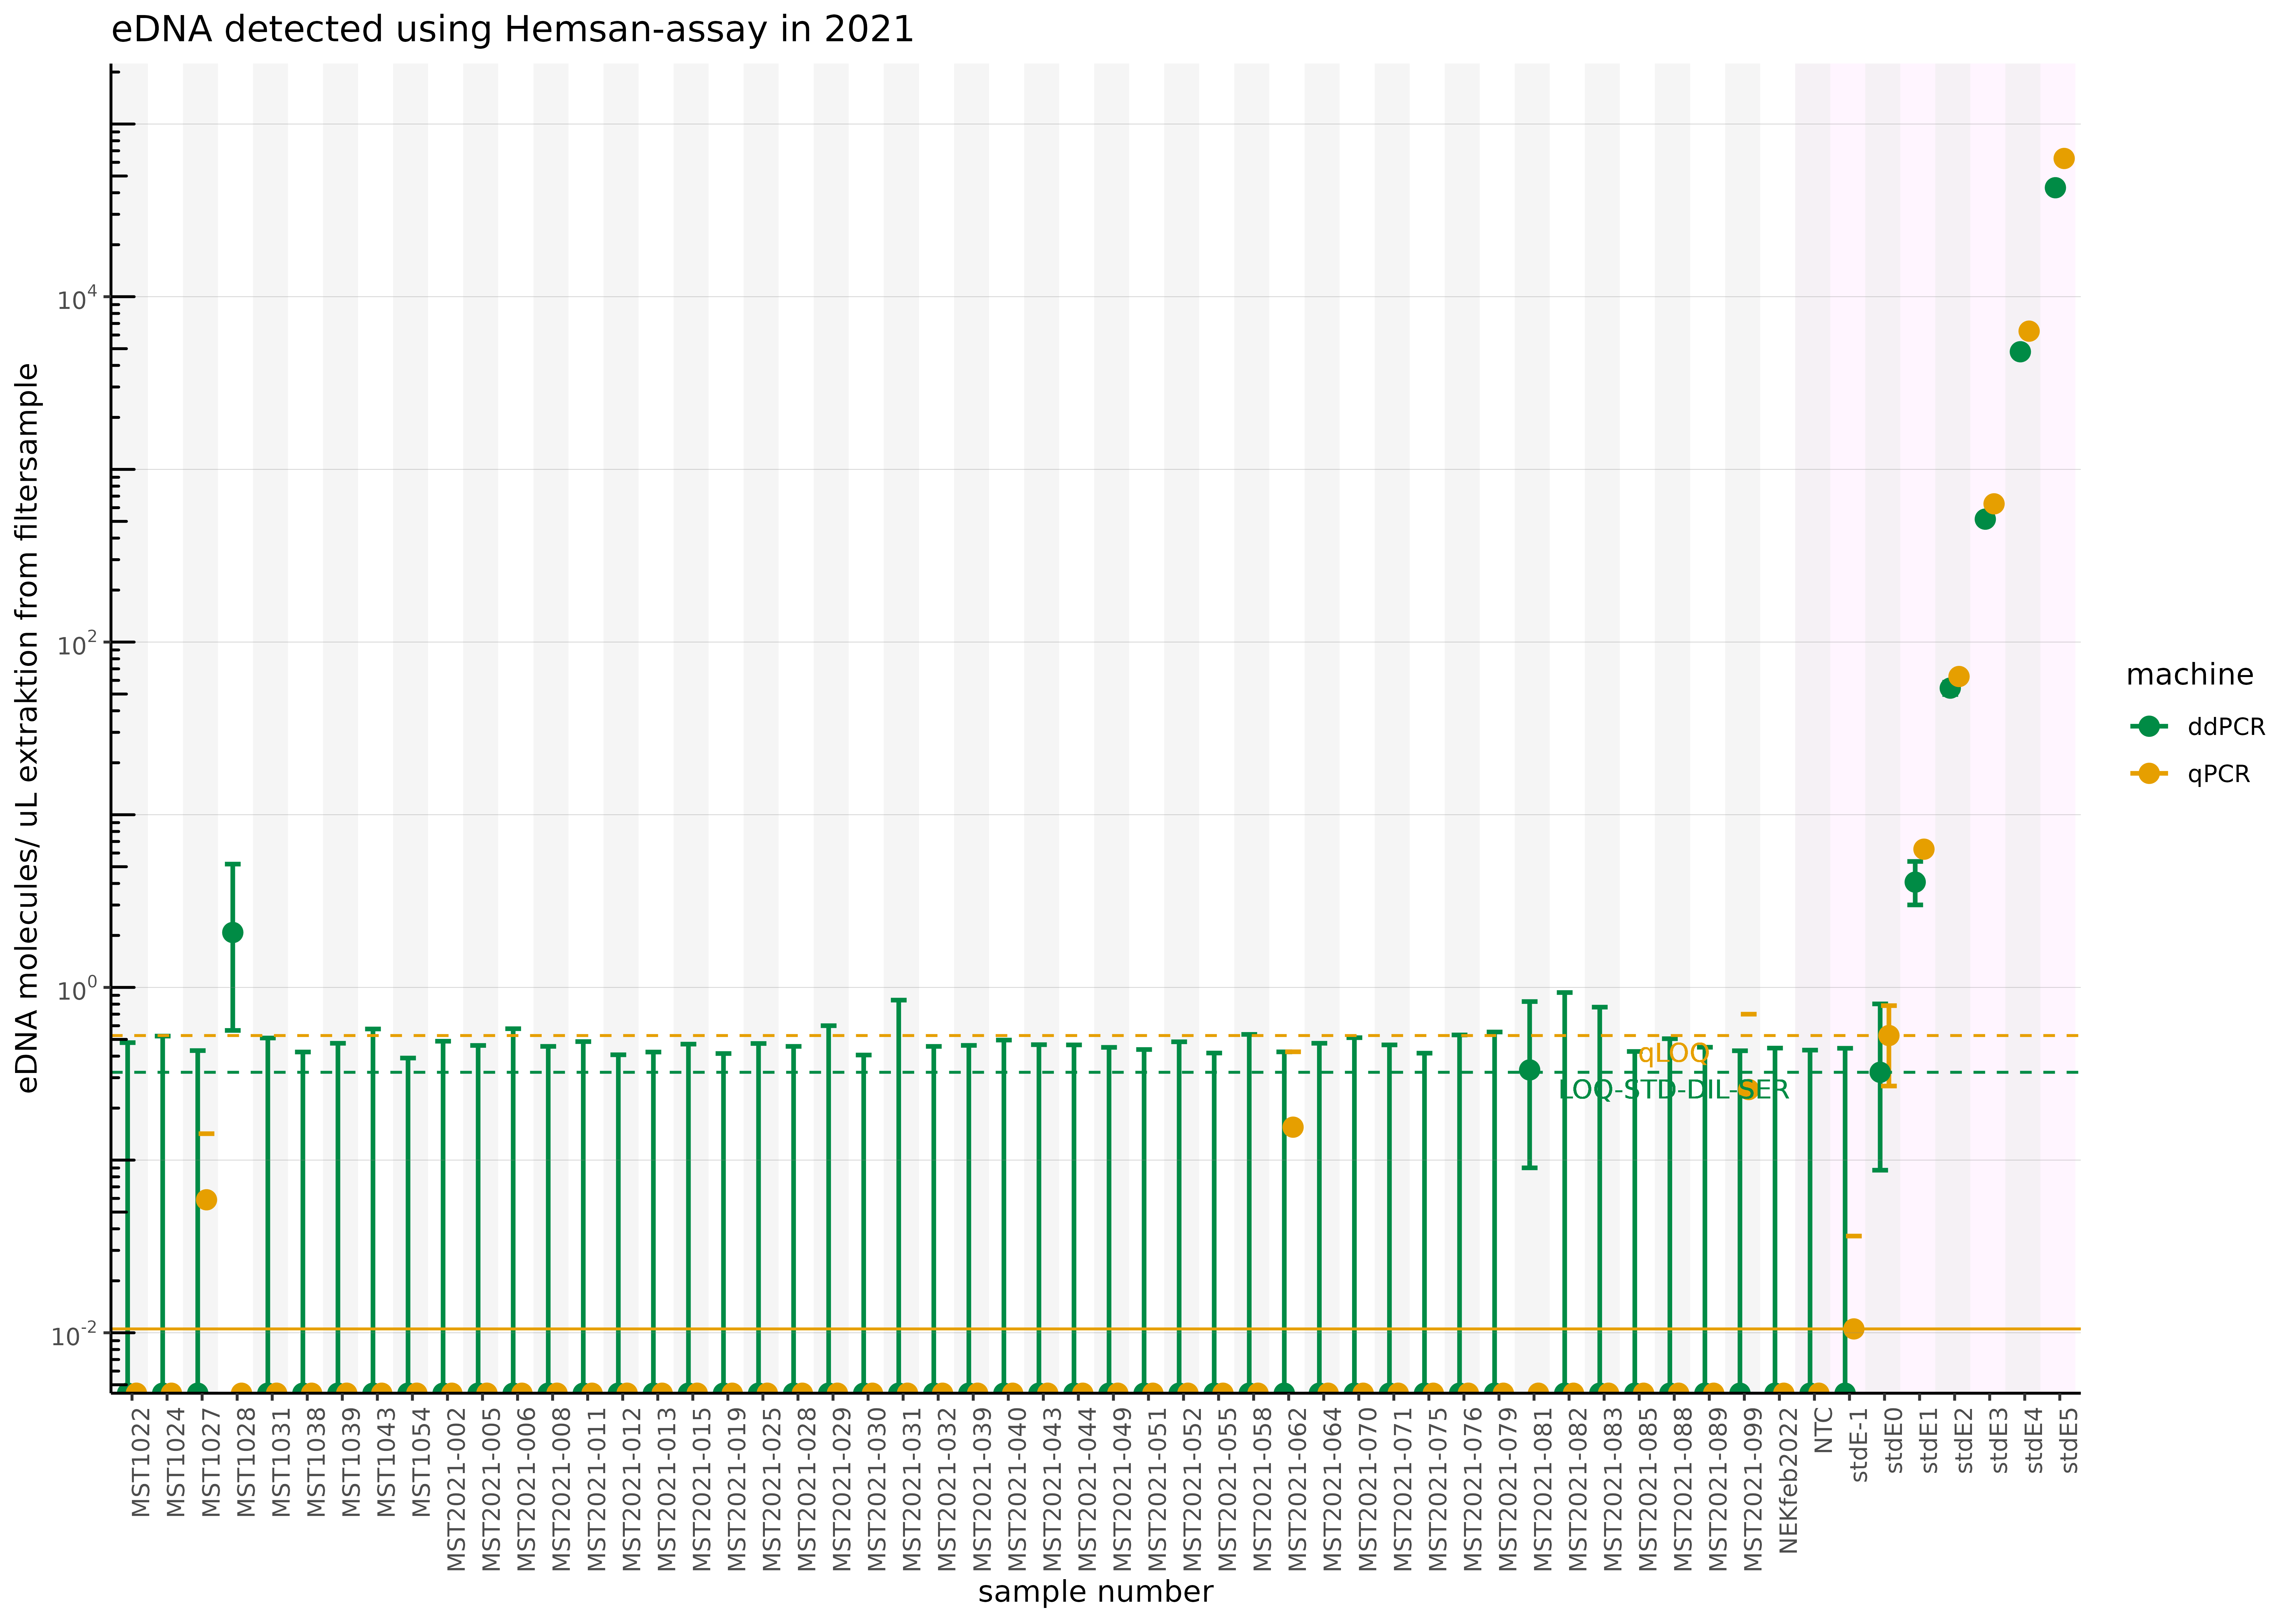 eDNA detected using Hemsan-assay in 2021
eDNA molecules/ uL extraktion from filtersample
10^4
10^2
10^0
10^-2
qLOQ
LOQ-STD-DIL-SER
machine
ddPCR
qPCR
MST1022
MST1024
MST1027
MST1028
MST1031
MST1038
MST1039
MST1043
MST1054
MST2021-002
MST2021-005
MST2021-006
MST2021-008
MST2021-011
MST2021-012
MST2021-013
MST2021-015
MST2021-019
MST2021-025
MST2021-028
MST2021-029
MST2021-030
MST2021-031
MST2021-032
MST2021-039
MST2021-040
MST2021-043
MST2021-044
MST2021-049
MST2021-051
MST2021-052
MST2021-055
MST2021-058
MST2021-062
MST2021-064
MST2021-070
MST2021-071
MST2021-075
MST2021-076
MST2021-079
MST2021-081
MST2021-082
MST2021-083
MST2021-085
MST2021-088
MST2021-089
MST2021-099
NEKfeb2022
NTC
stdE-1
stdE0
stdE1
stdE2
stdE3
stdE4
stdE5
sample number